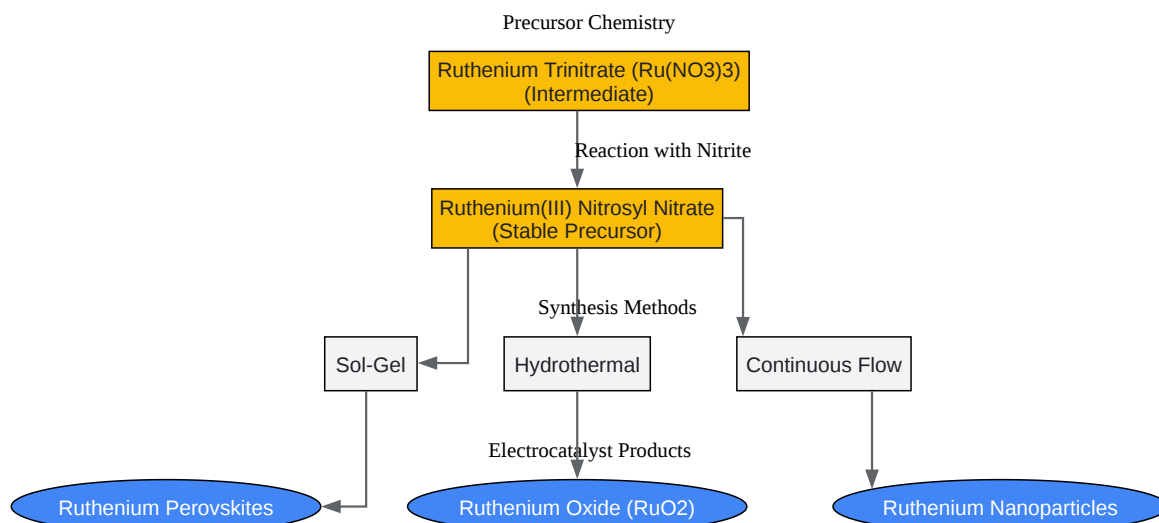 Precursor Chemistry
Ruthenium Trinitrate (Ru(NO3)3)
(Intermediate)
Reaction with Nitrite
Ruthenium(III) Nitrosyl Nitrate
(Stable Precursor)
Synthesis Methods
Sol-Gel
Hydrothermal
Continuous Flow
Electrocatalyst Products
Ruthenium Perovskites
Ruthenium Oxide (RuO2)
Ruthenium Nanoparticles